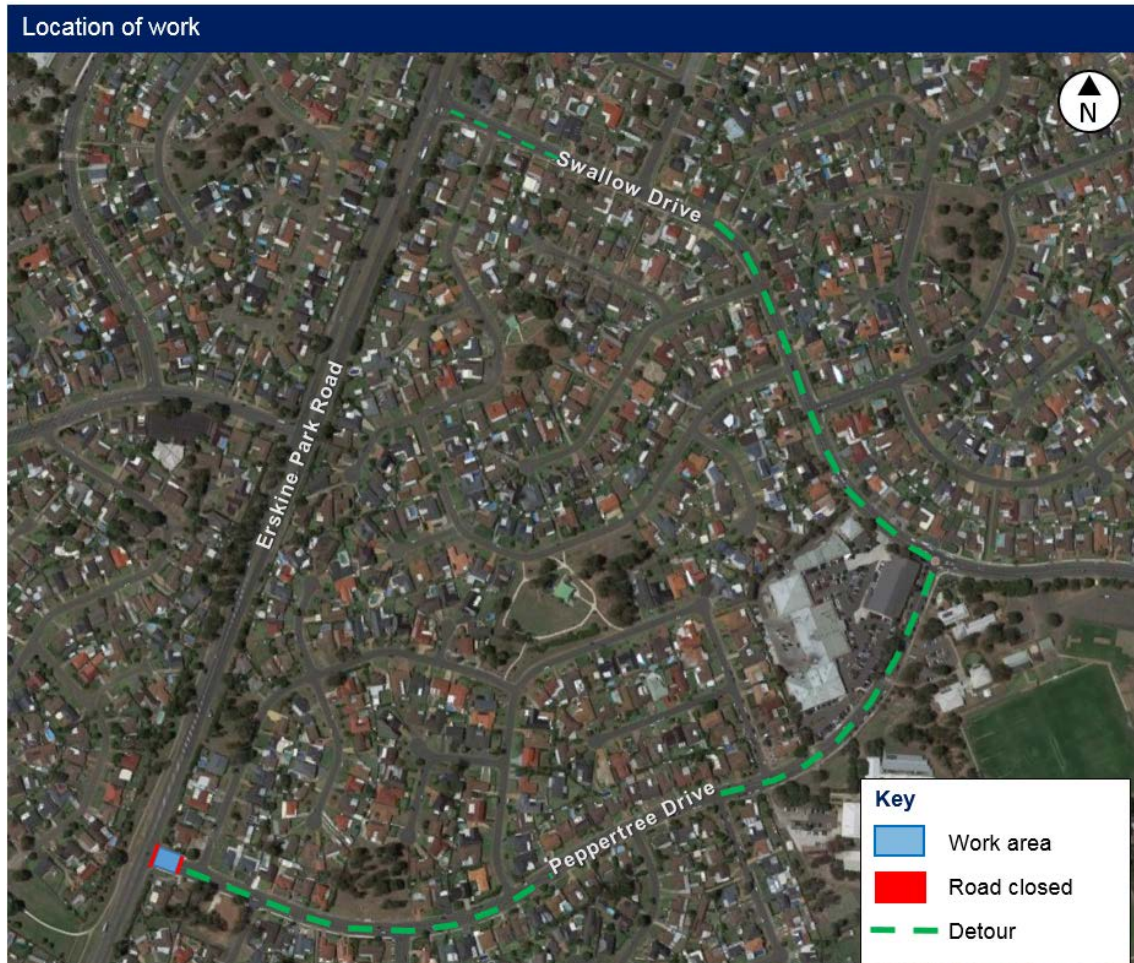 Location of work
N
Swallow Drive
Erskine Park Road
Peppertree Drive
Key
Work area
Road closed
Detour